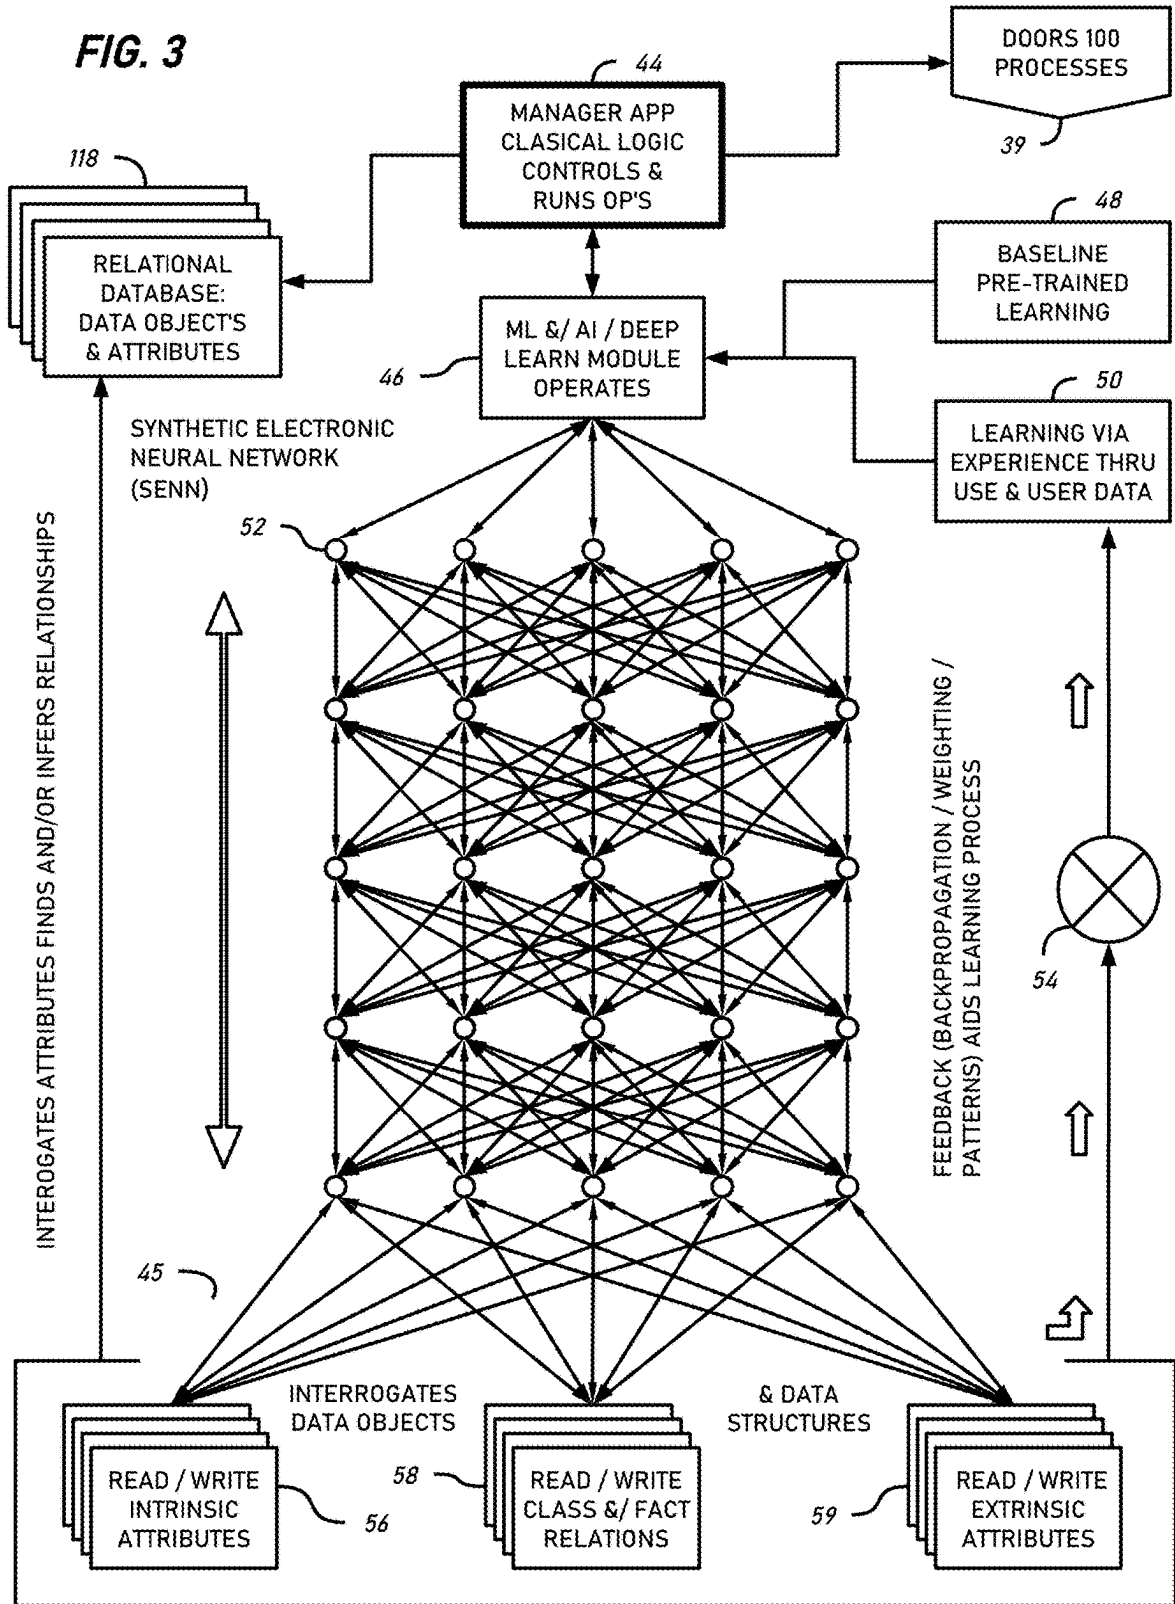 FIG. 3
44
MANAGER APP
CLASICAL LOGIC
CONTROLS &
RUNS OP'S
DOORS 100
PROCESSES
39
118
RELATIONAL
DATABASE:
DATA OBJECT'S
& ATTRIBUTES
48
BASELINE
PRE-TRAINED
LEARNING
ML &/ AI / DEEP
LEARN MODULE
OPERATES
46
50
LEARNING VIA
EXPERIENCE THRU
USE & USER DATA
SYNTHETIC ELECTRONIC
NEURAL NETWORK
(SENN)
52
INTEROGATES ATTRIBUTES FINDS AND/OR INFERS RELATIONSHIPS
FEEDBACK (BACKPROPAGATION / WEIGHTING /
PATTERNS) AIDS LEARNING PROCESS
54
45
INTERROGATES
DATA OBJECTS
& DATA
STRUCTURES
READ / WRITE
INTRINSIC
ATTRIBUTES
56
58
READ / WRITE
CLASS &/ FACT
RELATIONS
59
READ / WRITE
EXTRINSIC
ATTRIBUTES